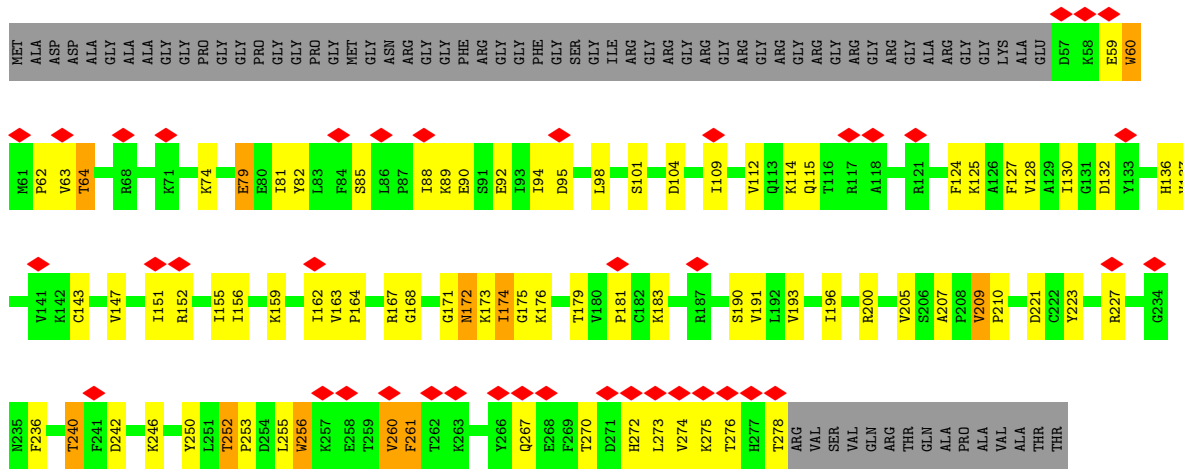 MET ALA ASP ASP ALA GLY ALA ALA GLY GLY PRO GLY GLY PRO GLY GLY PRO GLY MET GLY ASN ARG GLY GLY PHE ARG GLY GLY PHE GLY SER GLY ILE ARG GLY ARG GLY ARG GLY ARG GLY ARG GLY ARG GLY ARG GLY ARG GLY ALA ARG GLY GLY LYS ALA GLU D57 K58 E59 W60
M61 P62 V63 T64 R68 K71 K74 E79 E80 I81 Y82 L83 F84 S85 L86 P87 I88 K89 E90 S91 E92 I93 I94 D95 L98 S101 D104 I109 V112 Q113 K114 Q115 T116 R117 A118 R121 F124 K125 A126 F127 V128 A129 I130 G131 D132 Y133 H136
V141 K142 C143 V147 I151 R152 I155 I156 K159 I162 V163 P164 R167 G168 G171 N172 K173 I174 G175 K176 T179 V180 P181 C182 K183 R187 S190 V191 L192 V193 I196 R200 V205 S206 A207 P208 V209 P210 D221 C222 Y223 R227 G234
N235 F236 T240 F241 D242 K246 Y250 L251 T252 P253 D254 L255 W256 K257 E258 T259 V260 F261 T262 K263 Y266 Q267 E268 F269 T270 D271 H272 L273 V274 K275 T276 H277 T278 ARG VAL SER VAL GLN ARG THR GLN ALA PRO ALA VAL ALA THR THR